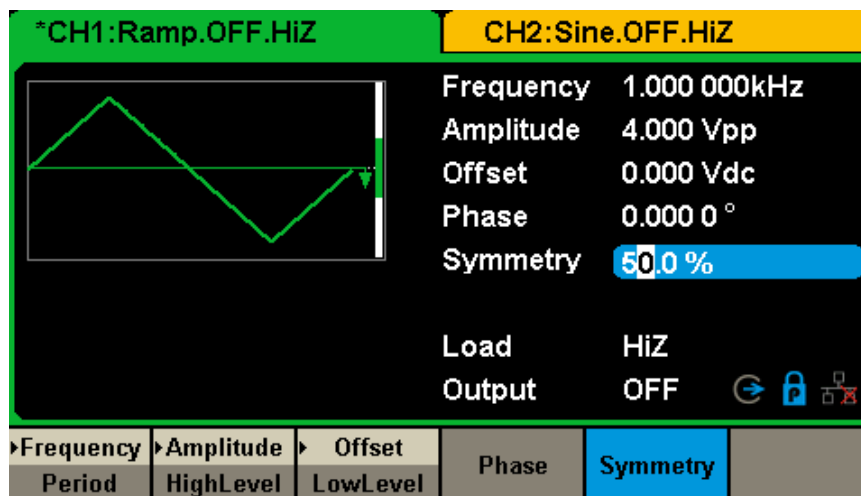 *CH1:Ramp.OFF.HiZ
CH2:Sine.OFF.HiZ
Frequency 1.000 000kHz
Amplitude 4.000 Vpp
Offset 0.000 Vdc
Phase 0.000 0 °
Symmetry 50.0 %
Load HiZ
Output OFF
P
Frequency Amplitude Offset
Phase Symmetry
Period HighLevel LowLevel